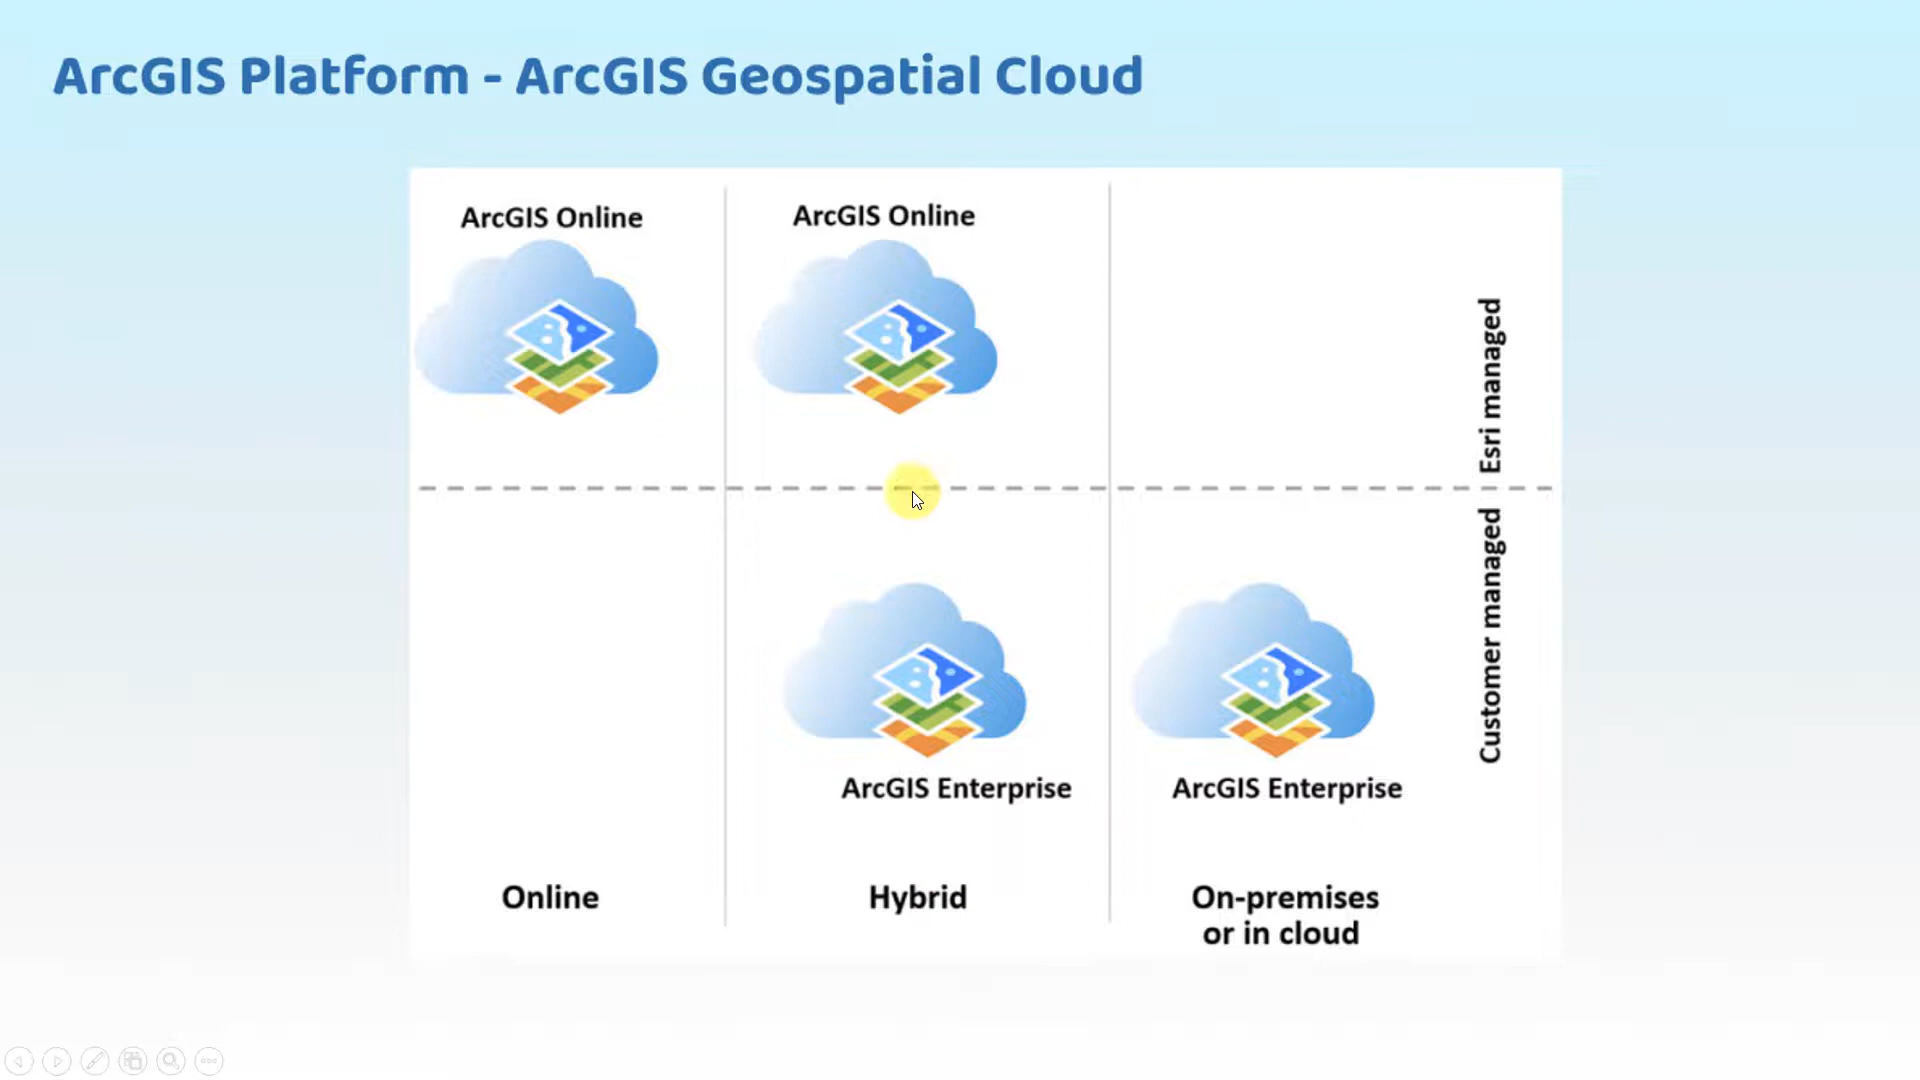 ArcGIS Platform - ArcGIS Geospatial Cloud
ArcGIS Online
ArcGIS Online
Esri managed
Customer managed
ArcGIS Enterprise
ArcGIS Enterprise
Online
Hybrid
On-premises
or in cloud